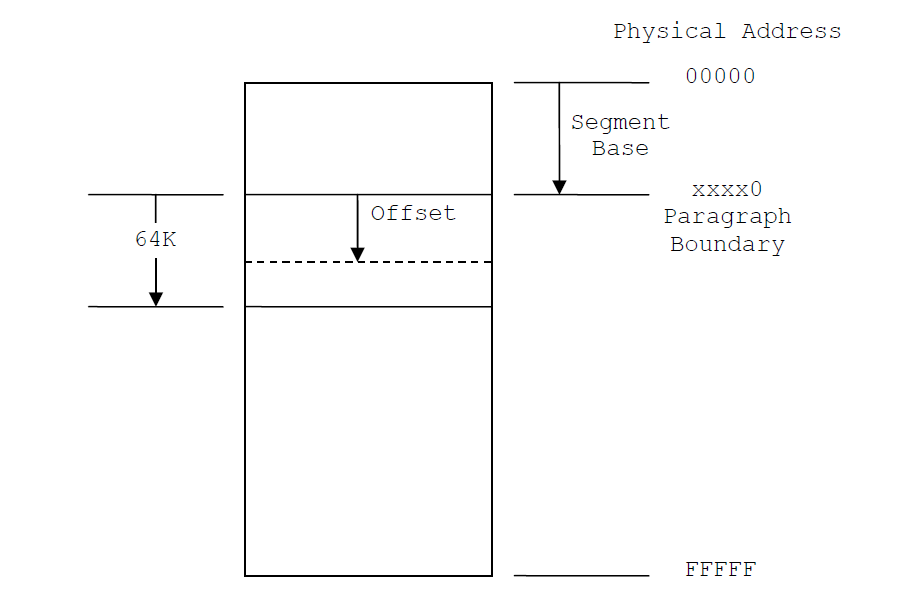 Physical Address
00000
Segment
Base
xxxx0
Paragraph
Boundary
Offset
64K
FFFFF